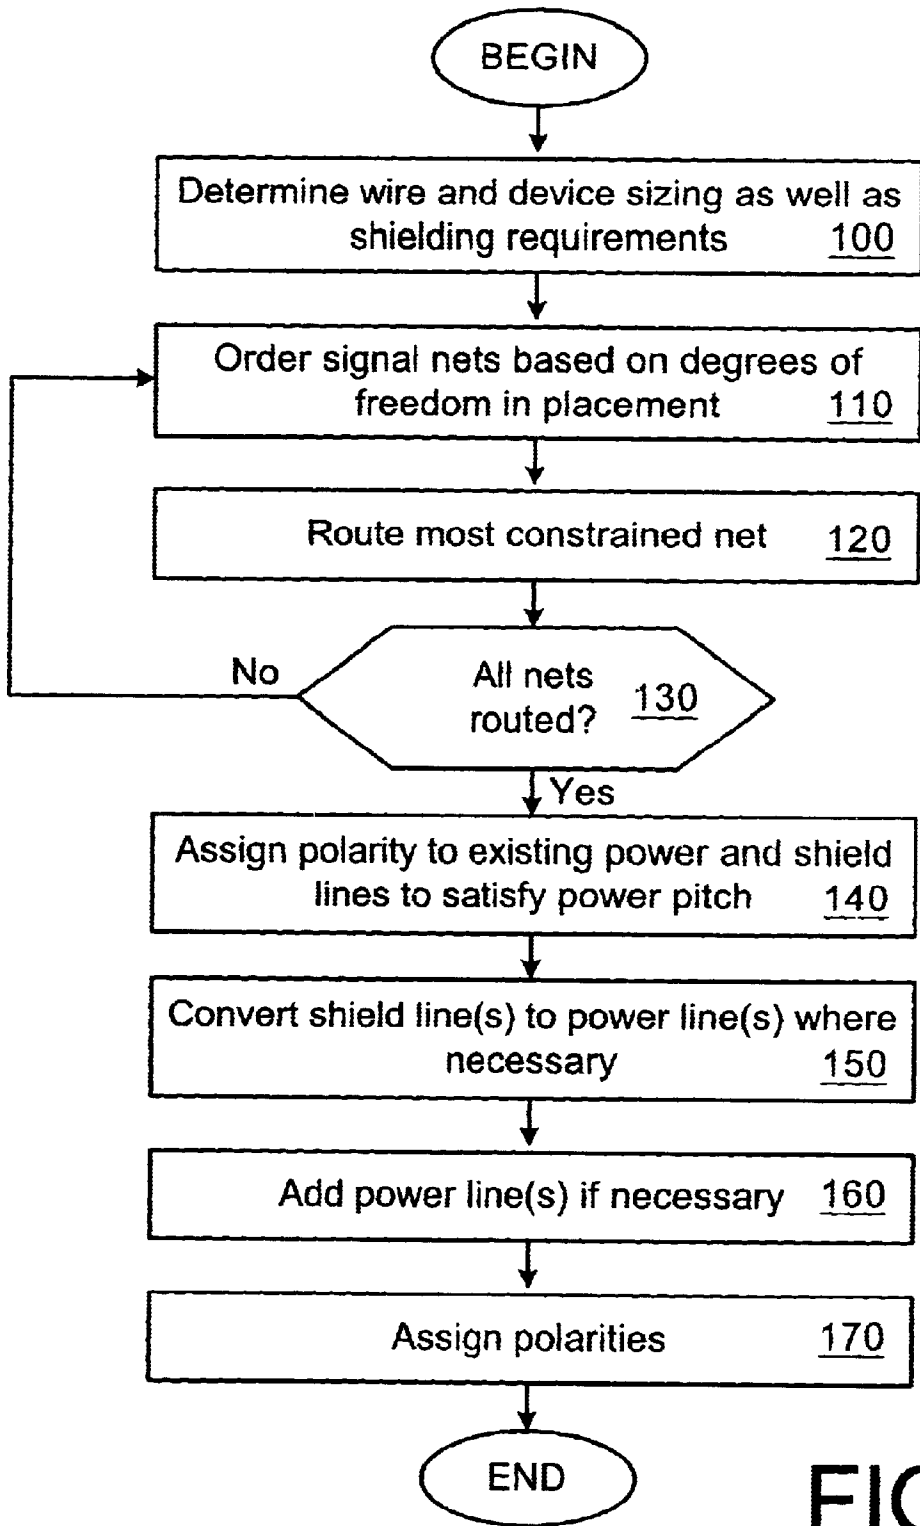 BEGIN
Determine wire and device sizing as well as
shielding requirements 100
Order signal nets based on degrees of
freedom in placement 110
Route most constrained net 120
No
All nets
routed? 130
Yes
Assign polarity to existing power and shield
lines to satisfy power pitch 140
Convert shield line(s) to power line(s) where
necessary 150
Add power line(s) if necessary 160
Assign polarities 170
END